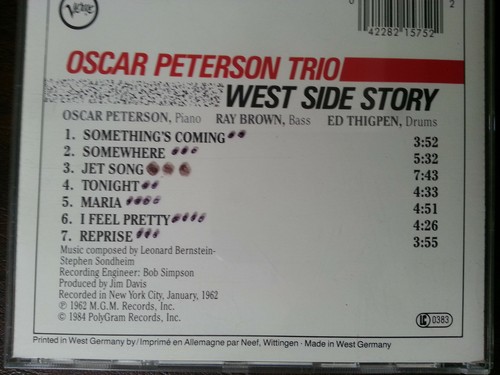 Verve
0 42282 15752 2
OSCAR PETERSON TRIO
WEST SIDE STORY
OSCAR PETERSON, Piano RAY BROWN, Bass ED THIGPEN, Drums
1. SOMETHING'S COMING 3:52
2. SOMEWHERE 5:32
3. JET SONG 7:43
4. TONIGHT 4:33
5. MARIA 4:51
6. I FEEL PRETTY 4:26
7. REPRISE 3:55
Music composed by Leonard Bernstein-
Stephen Sondheim
Recording Engineer: Bob Simpson
Produced by Jim Davis
Recorded in New York City, January, 1962
℗ 1962 M.G.M. Records, Inc.
© 1984 PolyGram Records, Inc.
LC 0383
Printed in West Germany by/Imprimé en Allemagne par Neef, Wittingen · Made in West Germany